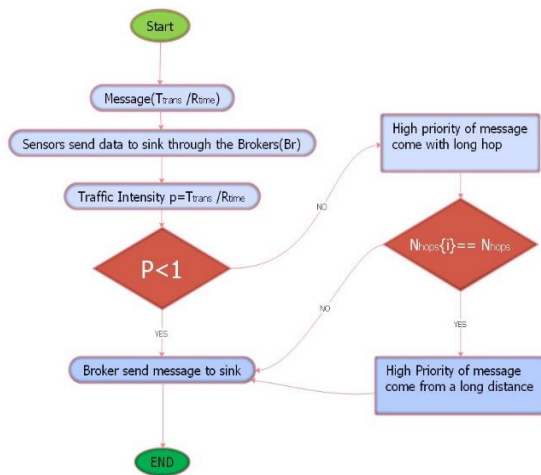 Start
Message(Ttrans /Rtime)
Sensors send data to sink through the Brokers(Br)
Traffic Intensity p=Ttrans /Rtime
P<1
NO
High priority of message
come with long hop
Nhops{i}== Nhops
NO
YES
YES
High Priority of message
come from a long distance
Broker send message to sink
END